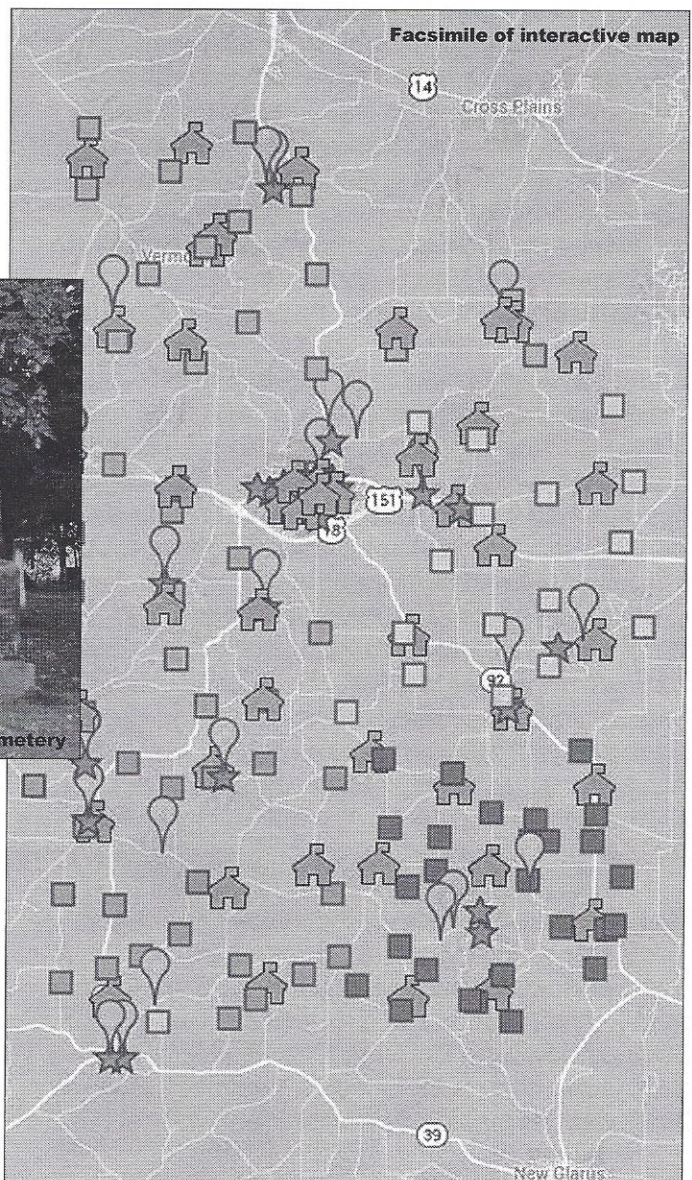 Facsimile of interactive map
14
Cross Plains
151
18
92
metery
39
New Glarus